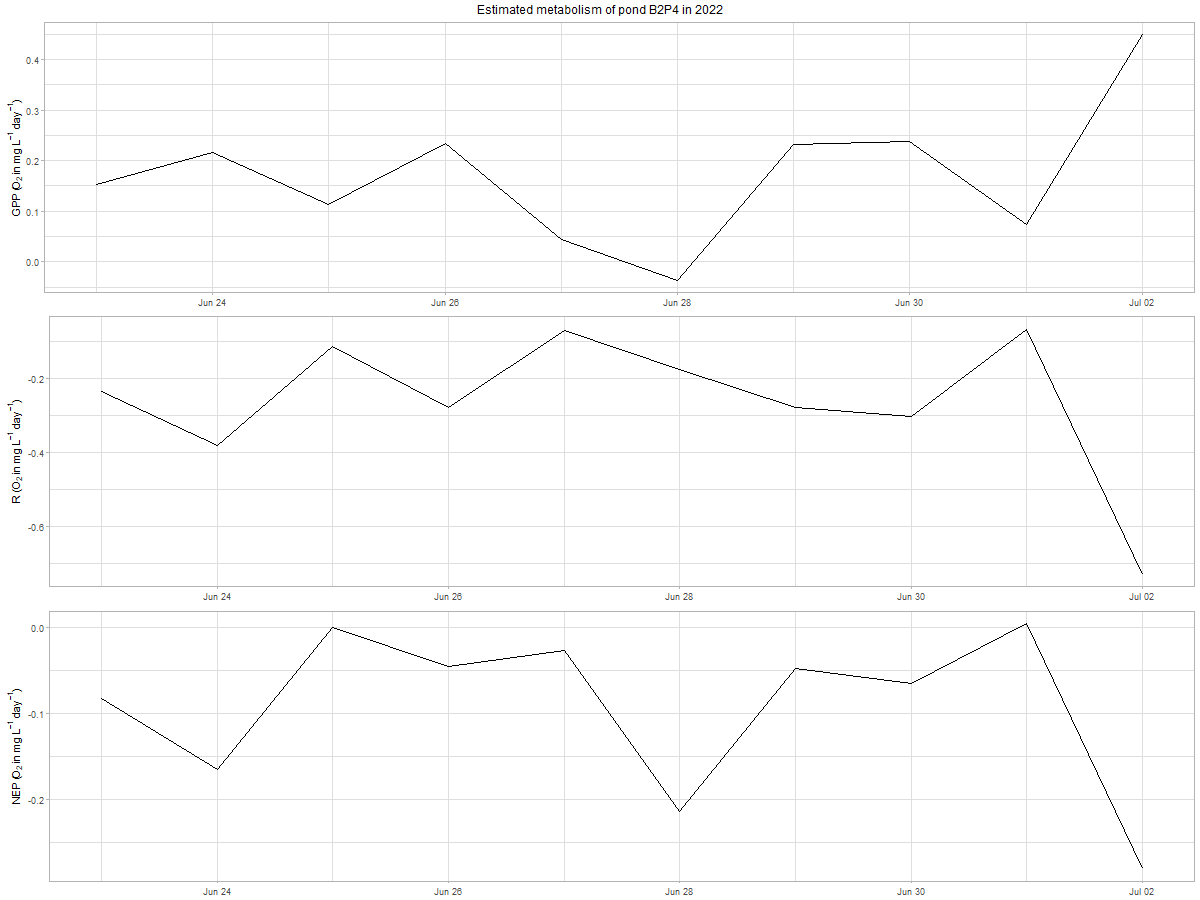 Estimated metabolism of pond B2P4 in 2022
GPP (O₂ in mg L⁻¹ day⁻¹)
0.4
0.3
0.2
0.1
0.0
Jun 24 Jun 26 Jun 28 Jun 30 Jul 02
R (O₂ in mg L⁻¹ day⁻¹)
-0.2
-0.4
-0.6
Jun 24 Jun 26 Jun 28 Jun 30 Jul 02
NEP (O₂ in mg L⁻¹ day⁻¹)
0.0
-0.1
-0.2
Jun 24 Jun 26 Jun 28 Jun 30 Jul 02